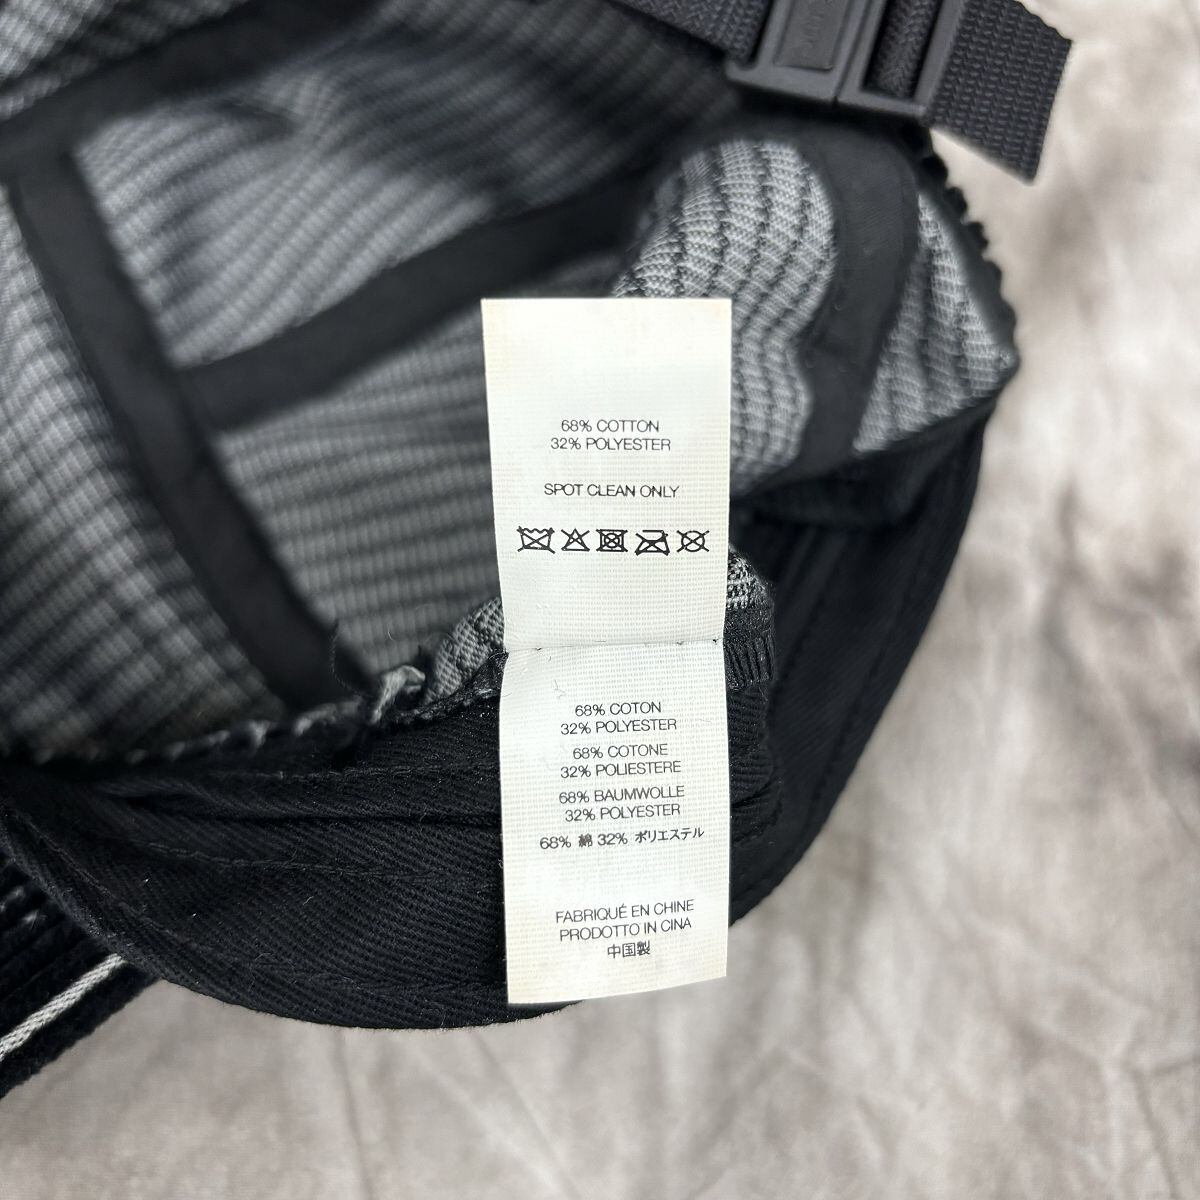 68% COTTON
32% POLYESTER
SPOT CLEAN ONLY
68% COTON
32% POLYESTER
68% COTONE
32% POLIESTERE
68% BAUMWOLLE
32% POLYESTER
68% 綿 32% ポリエステル
FABRIQUÉ EN CHINE
PRODOTTO IN CINA
中国製